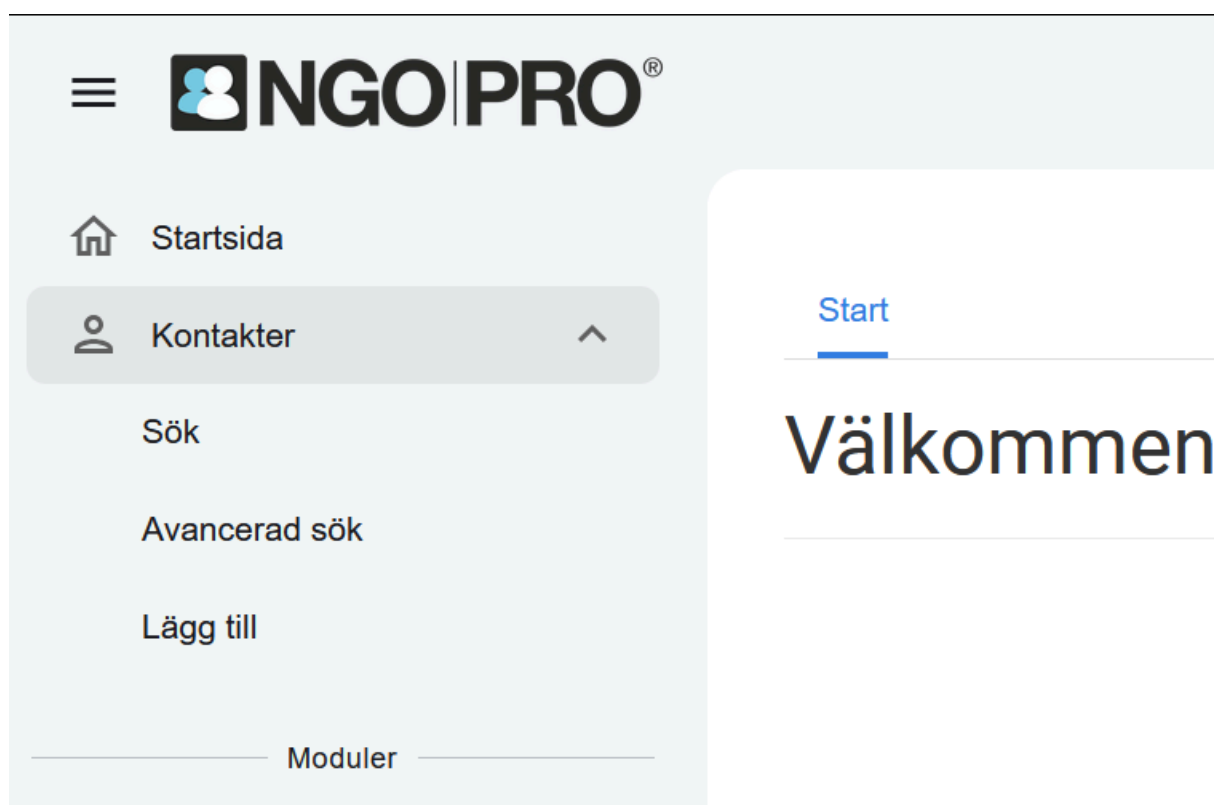 NGO|PRO®
Startsida
Kontakter
Sök
Avancerad sök
Lägg till
Moduler
Start
Välkommen